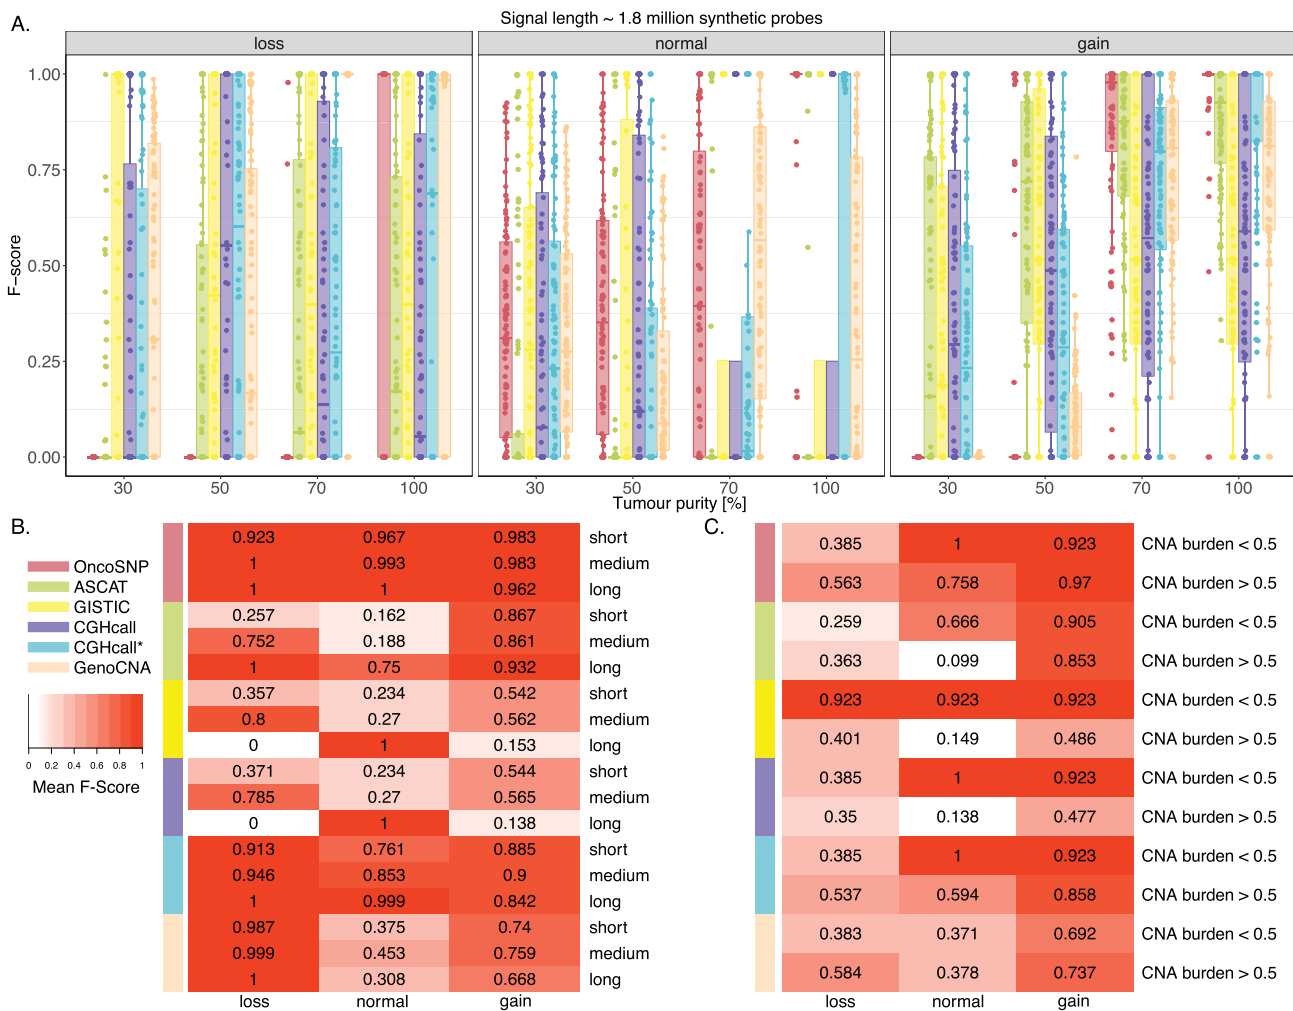 A.
Signal length ~ 1.8 million synthetic probes
loss normal gain
F−score
1.00
0.75
0.50
0.25
0.00
30 50 70 100 30 50 70 100 30 50 70 100
Tumour purity [%]
B.
OncoSNP
ASCAT
GISTIC
CGHcall
CGHcall*
GenoCNA
0 0.2 0.4 0.6 0.8 1
Mean F-Score
0.923 0.967 0.983 short
1 0.993 0.983 medium
1 1 0.962 long
0.257 0.162 0.867 short
0.752 0.188 0.861 medium
1 0.75 0.932 long
0.357 0.234 0.542 short
0.8 0.27 0.562 medium
0 1 0.153 long
0.371 0.234 0.544 short
0.785 0.27 0.565 medium
0 1 0.138 long
0.913 0.761 0.885 short
0.946 0.853 0.9 medium
1 0.999 0.842 long
0.987 0.375 0.74 short
0.999 0.453 0.759 medium
1 0.308 0.668 long
loss normal gain
C.
0.385 1 0.923 CNA burden < 0.5
0.563 0.758 0.97 CNA burden > 0.5
0.259 0.666 0.905 CNA burden < 0.5
0.363 0.099 0.853 CNA burden > 0.5
0.923 0.923 0.923 CNA burden < 0.5
0.401 0.149 0.486 CNA burden > 0.5
0.385 1 0.923 CNA burden < 0.5
0.35 0.138 0.477 CNA burden > 0.5
0.385 1 0.923 CNA burden < 0.5
0.537 0.594 0.858 CNA burden > 0.5
0.383 0.371 0.692 CNA burden < 0.5
0.584 0.378 0.737 CNA burden > 0.5
loss normal gain